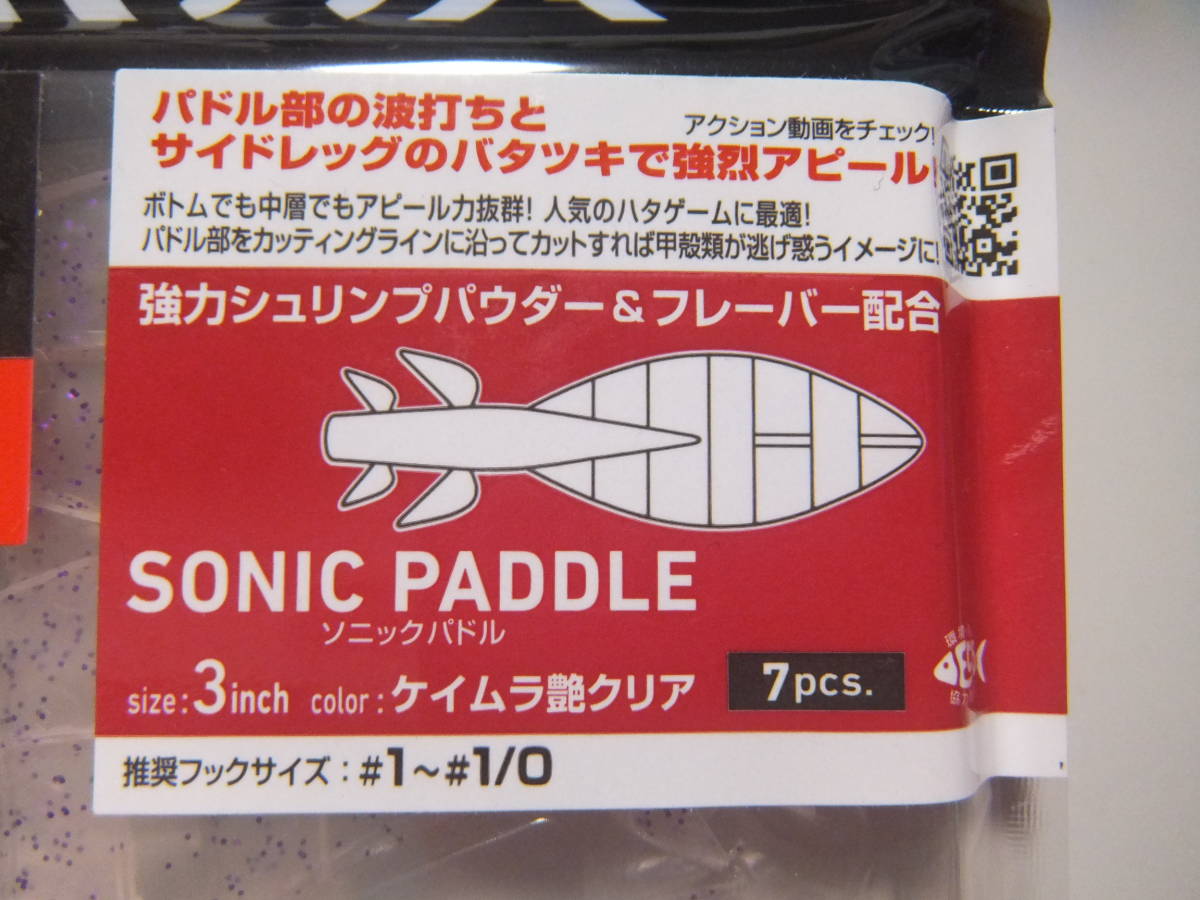 パドル部の波打ちと
サイドレッグのバタツキで強烈アピール!
アクション動画をチェック!
ボトムでも中層でもアピール力抜群! 人気のハタゲームに最適!
パドル部をカッティングラインに沿ってカットすれば甲殻類が逃げ惑うイメージに!
強力シュリンプパウダー&フレーバー配合
SONIC PADDLE
ソニックパドル
size:3inch color:ケイムラ艶クリア
7pcs.
推奨フックサイズ:#1~#1/0